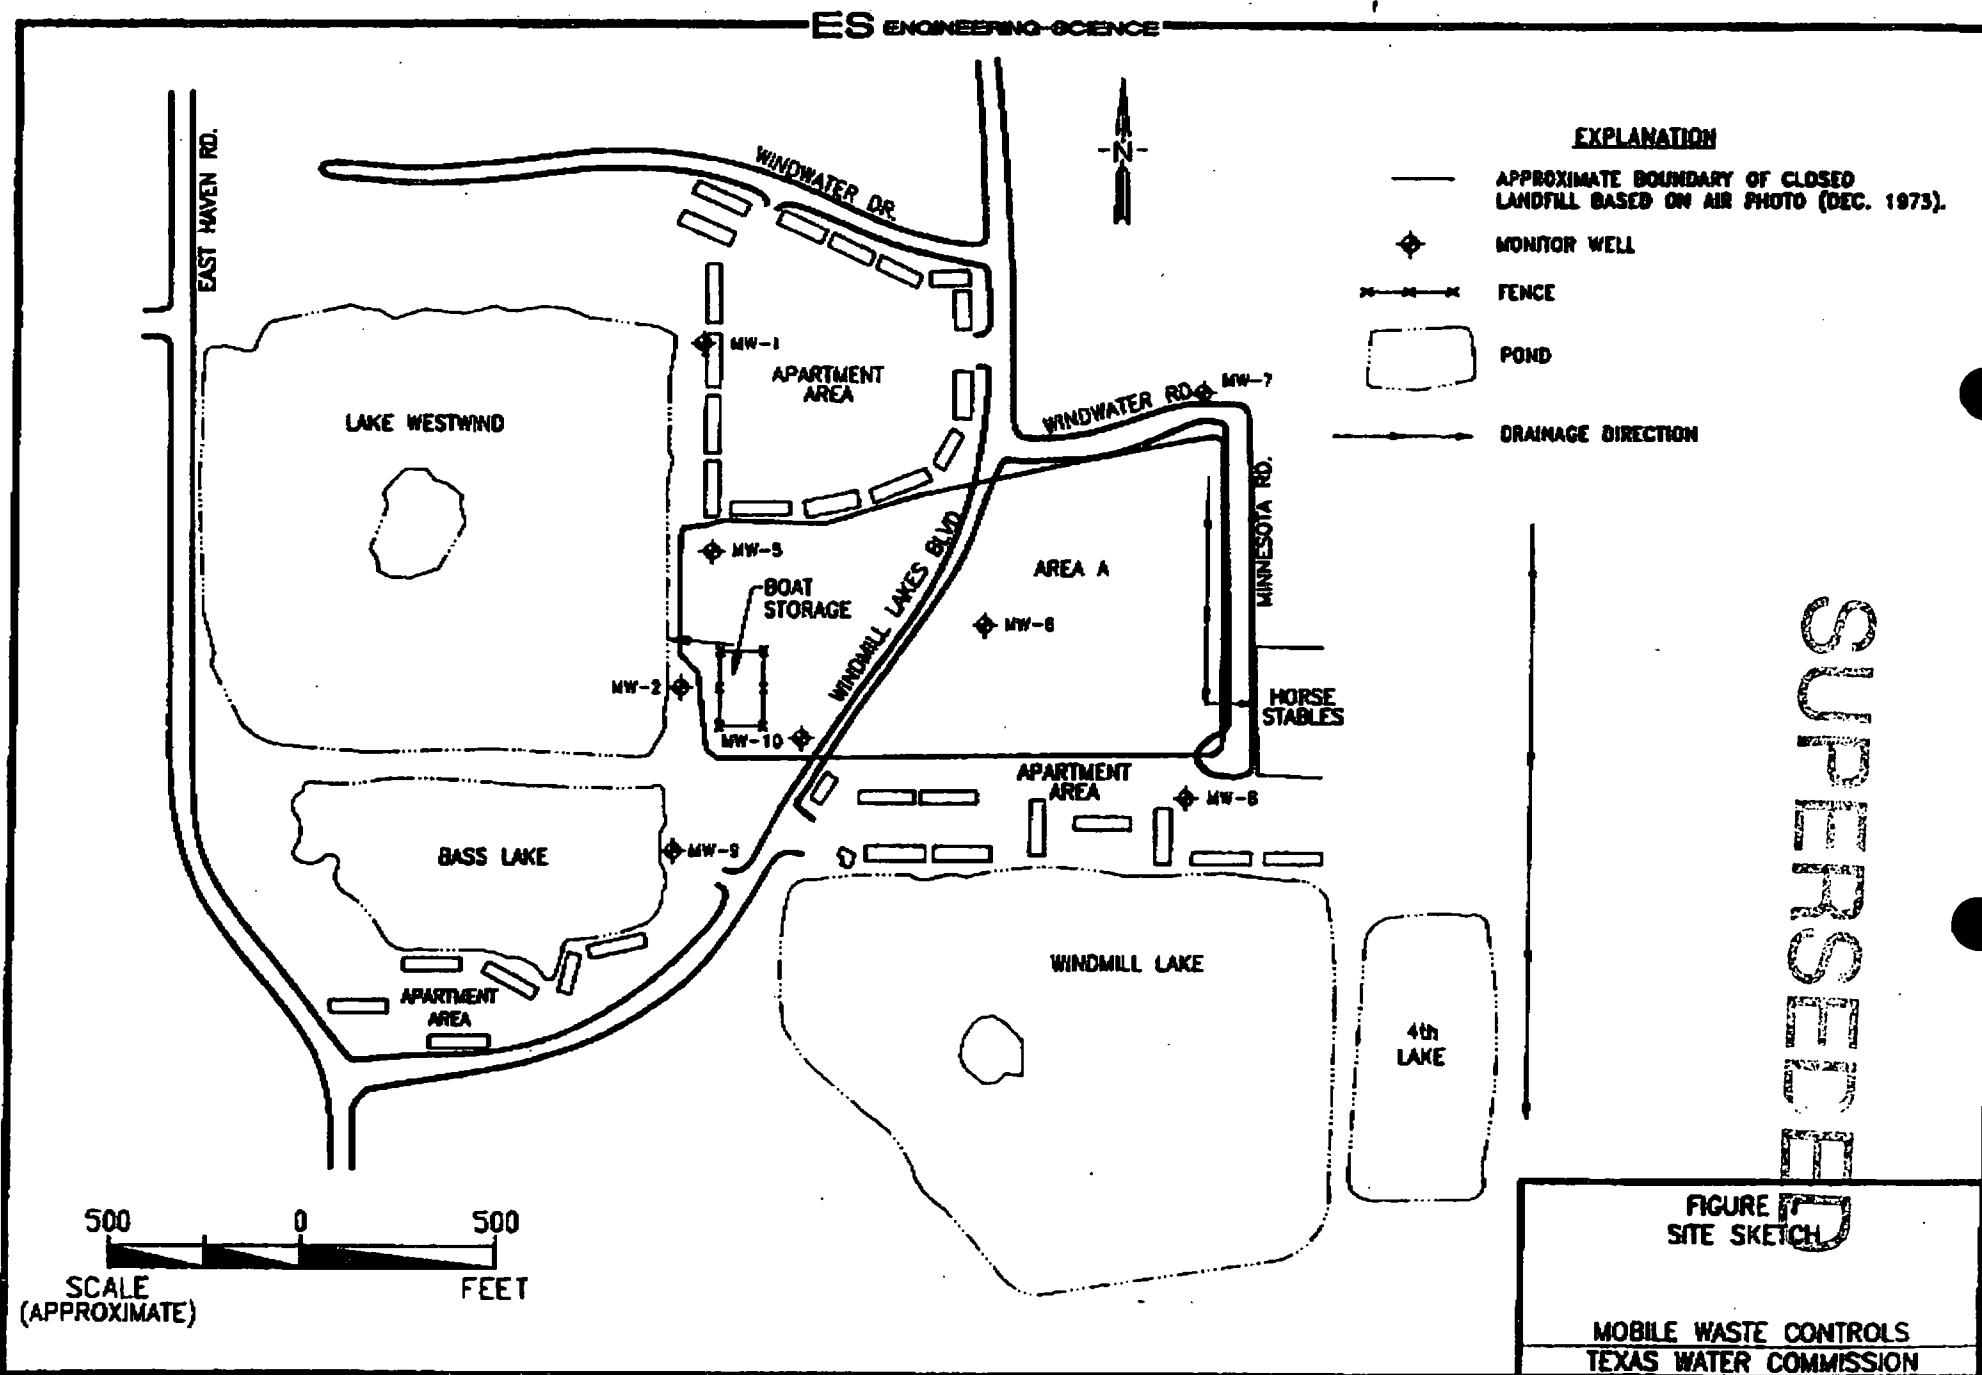 ES ENGINEERING-SCIENCE
EXPLANATION
APPROXIMATE BOUNDARY OF CLOSED
LANDFILL BASED ON AIR PHOTO (DEC. 1973).
MONITOR WELL
FENCE
POND
DRAINAGE DIRECTION
-N-
EAST HAVEN RD.
WINDWATER DR.
MW-1
APARTMENT
AREA
LAKE WESTWIND
WINDWATER RD.
MW-7
MINNESOTA RD.
MW-5
BOAT
STORAGE
WINDMILL LAKES BLVD.
AREA A
MW-6
MW-2
MW-10
HORSE
STABLES
APARTMENT
AREA
MW-8
BASS LAKE
MW-9
WINDMILL LAKE
APARTMENT
AREA
4th
LAKE
SUPERSEDED
500 0 500
SCALE FEET
(APPROXIMATE)
FIGURE
SITE SKETCH
MOBILE WASTE CONTROLS
TEXAS WATER COMMISSION